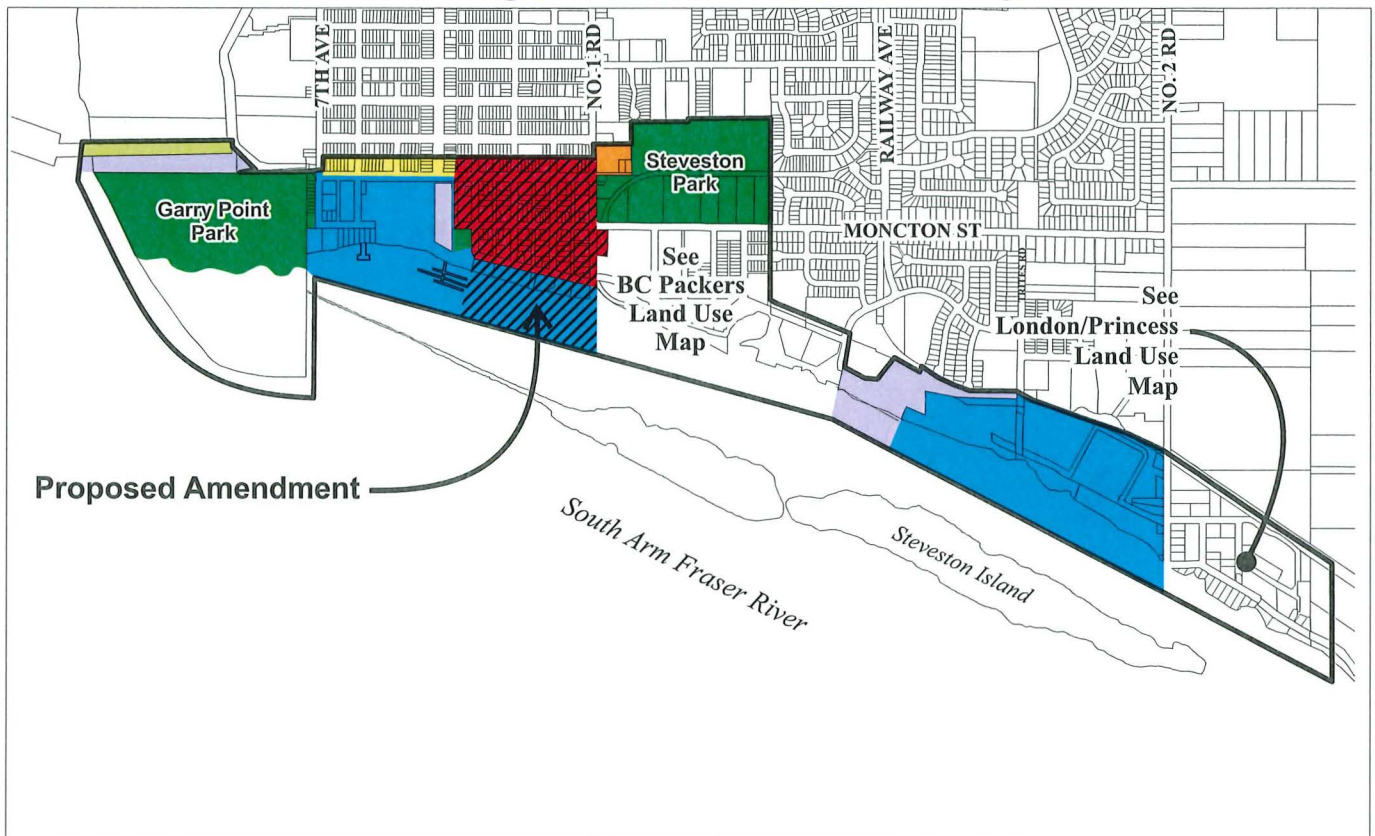 7TH AVE
NO. 1 RD
RAILWAY AVE
NO. 2 RD
Garry Point
Park
Steveston
Park
MONCTON ST
See
BC Packers
Land Use
Map
See
London/Princess
Land Use
Map
Proposed Amendment
South Arm Fraser River
Steveston Island